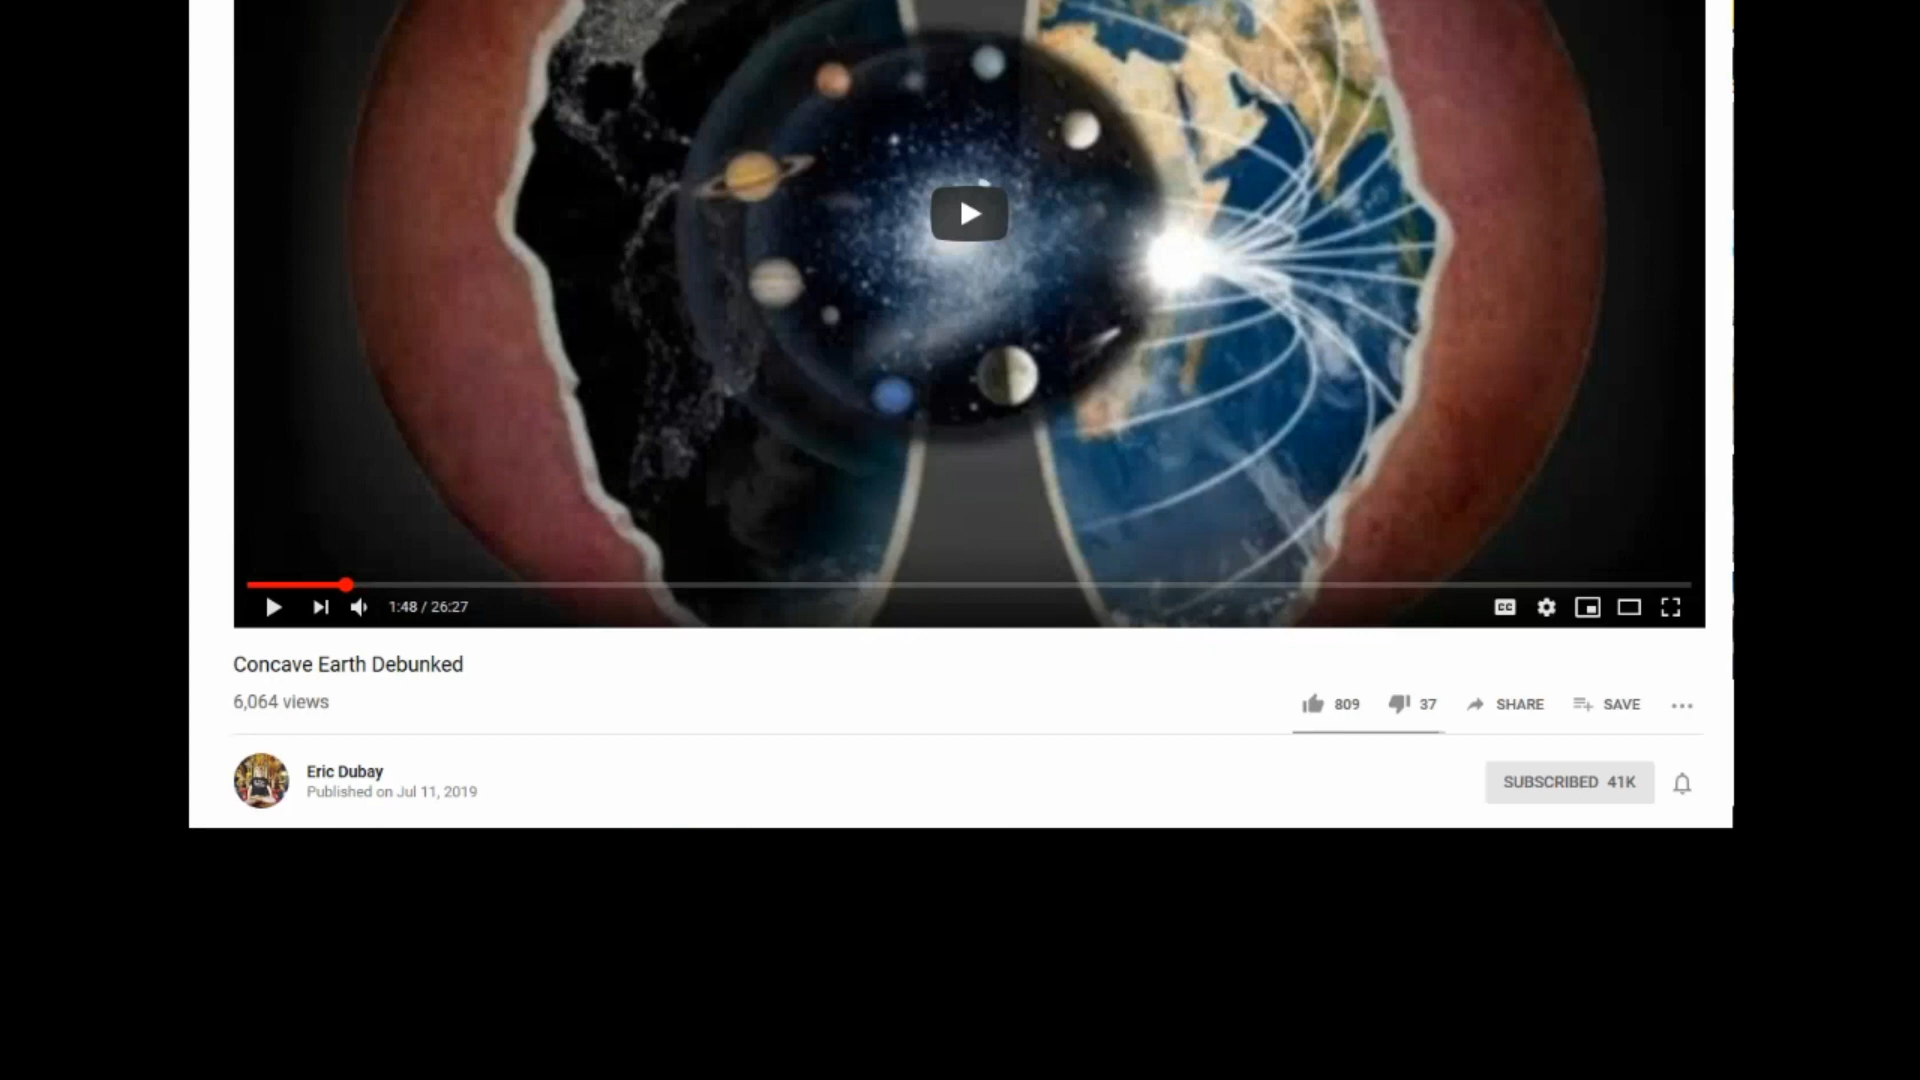 1:48 / 26:27
CC
Concave Earth Debunked
6,064 views
809 37 SHARE SAVE
Eric Dubay
Published on Jul 11, 2019
SUBSCRIBED 41K